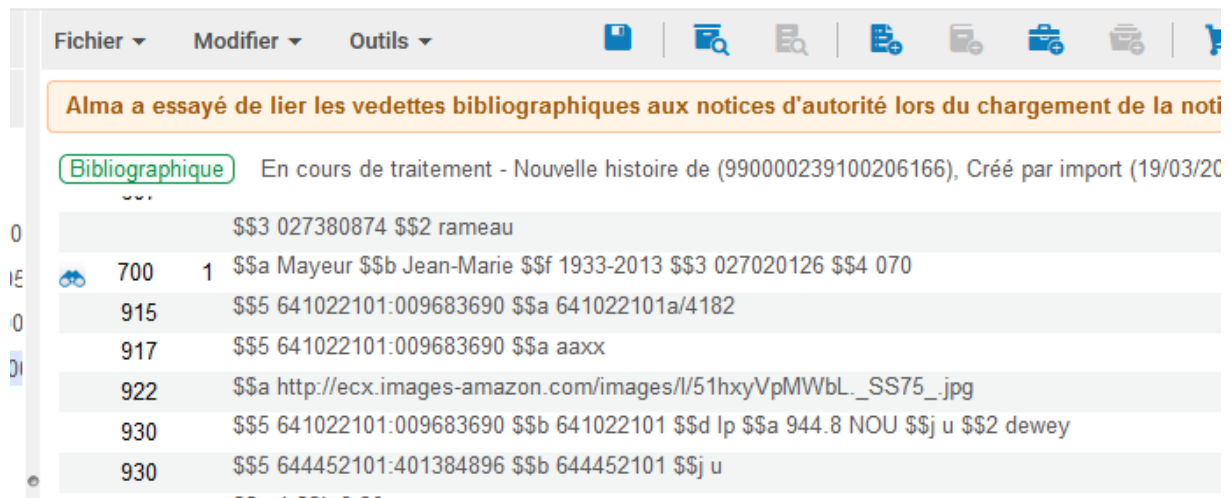 Fichier Modifier Outils
Alma a essayé de lier les vedettes bibliographiques aux notices d'autorité lors du chargement de la
Bibliographique En cours de traitement - Nouvelle histoire de (990000239100206166), Créé par import (19/03/20
$$3 027380874 $$2 rameau
700 1 $$a Mayeur $$b Jean-Marie $$f 1933-2013 $$3 027020126 $$4 070
915 $$5 641022101:009683690 $$a 641022101a/4182
917 $$5 641022101:009683690 $$a aaxx
922 $$a http://ecx.images-amazon.com/images/I/51hxyVpMWbL._SS75_.jpg
930 $$5 641022101:009683690 $$b 641022101 $$d lp $$a 944.8 NOU $$j u $$2 dewey
930 $$5 644452101:401384896 $$b 644452101 $$j u